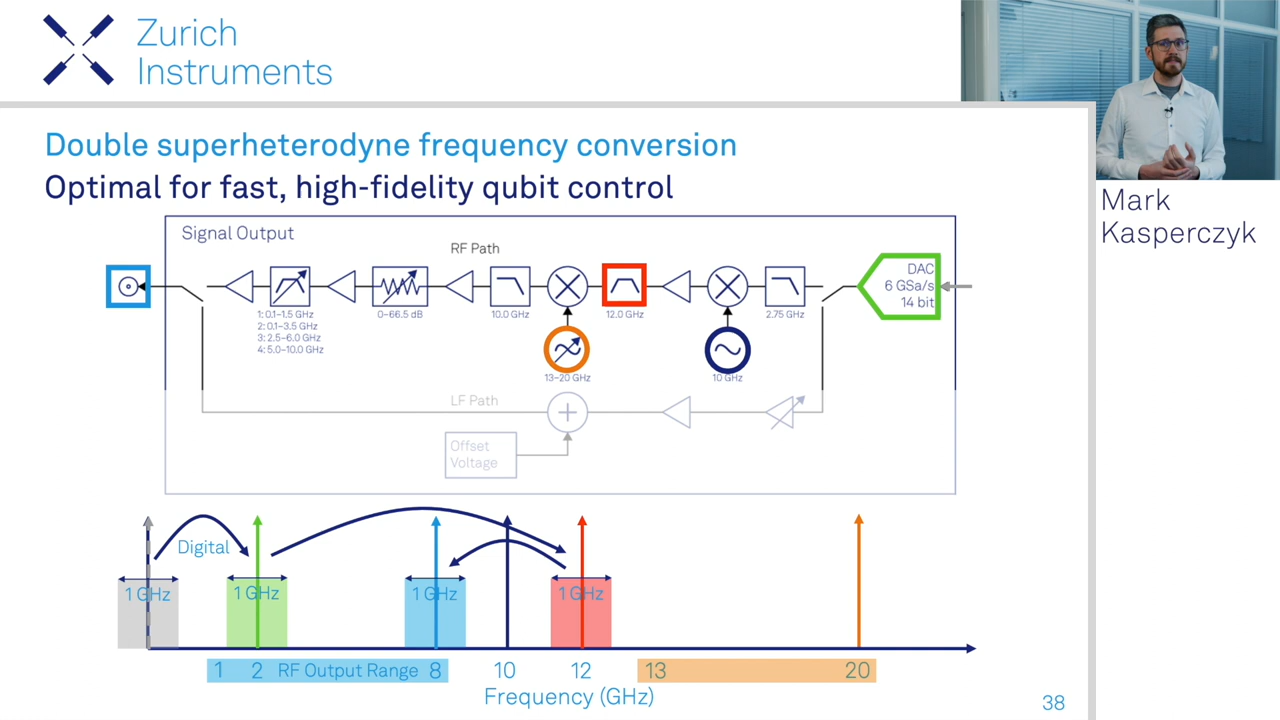 Zurich
Instruments
Double superheterodyne frequency conversion
Optimal for fast, high-fidelity qubit control
Mark
Kasperczyk
Signal Output
RF Path
DAC
6 GSa/s
14 bit
1: 0.1–1.5 GHz
2: 0.1–3.5 GHz
3: 2.5–6.0 GHz
4: 5.0–10.0 GHz
0–66.5 dB
10.0 GHz
12.0 GHz
2.75 GHz
13–20 GHz
10 GHz
LF Path
Offset
Voltage
Digital
1 GHz
1 GHz
1 GHz
1 GHz
1 2 RF Output Range 8 10 12 13 20
Frequency (GHz)
38